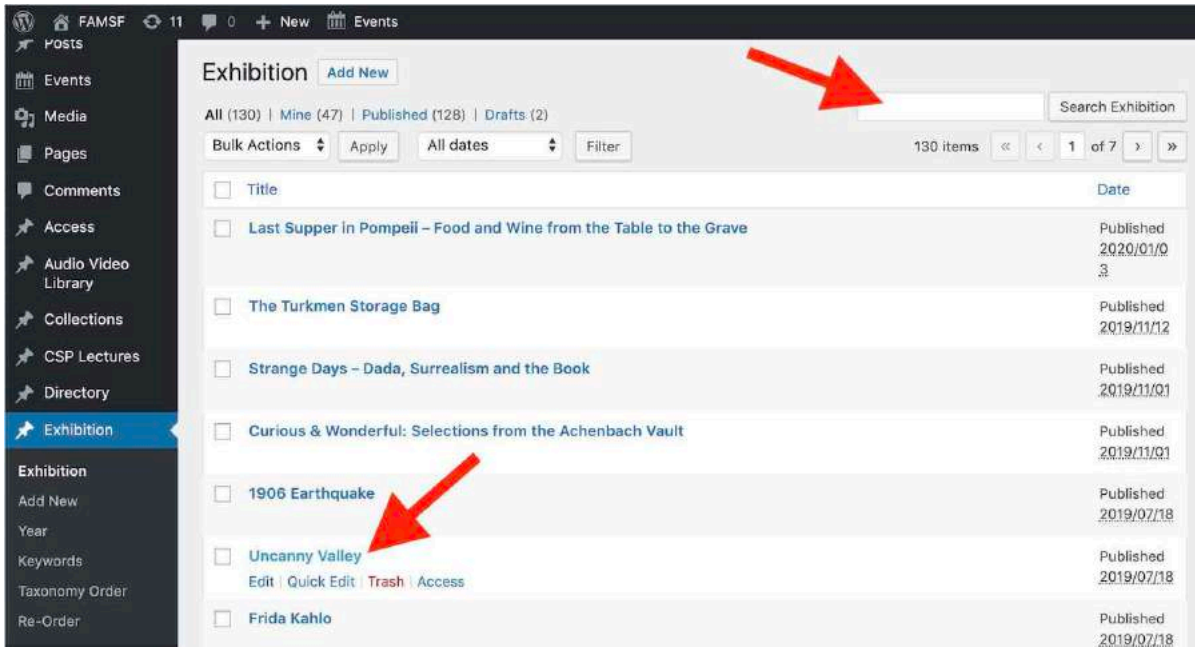 FAMSF 11 0 + New Events
Posts
Events
Media
Pages
Comments
Access
Audio Video
Library
Collections
CSP Lectures
Directory
Exhibition
Exhibition
Add New
Year
Keywords
Taxonomy Order
Re-Order
Exhibition Add New
All (130) | Mine (47) | Published (128) | Drafts (2)
Search Exhibition
Bulk Actions Apply All dates Filter 130 items « ‹ 1 of 7 › »
Title Date
Last Supper in Pompeii – Food and Wine from the Table to the Grave Published
2020/01/0
3
The Turkmen Storage Bag Published
2019/11/12
Strange Days – Dada, Surrealism and the Book Published
2019/11/01
Curious & Wonderful: Selections from the Achenbach Vault Published
2019/11/01
1906 Earthquake Published
2019/07/18
Uncanny Valley Published
Edit | Quick Edit | Trash | Access 2019/07/18
Frida Kahlo Published
2019/07/18